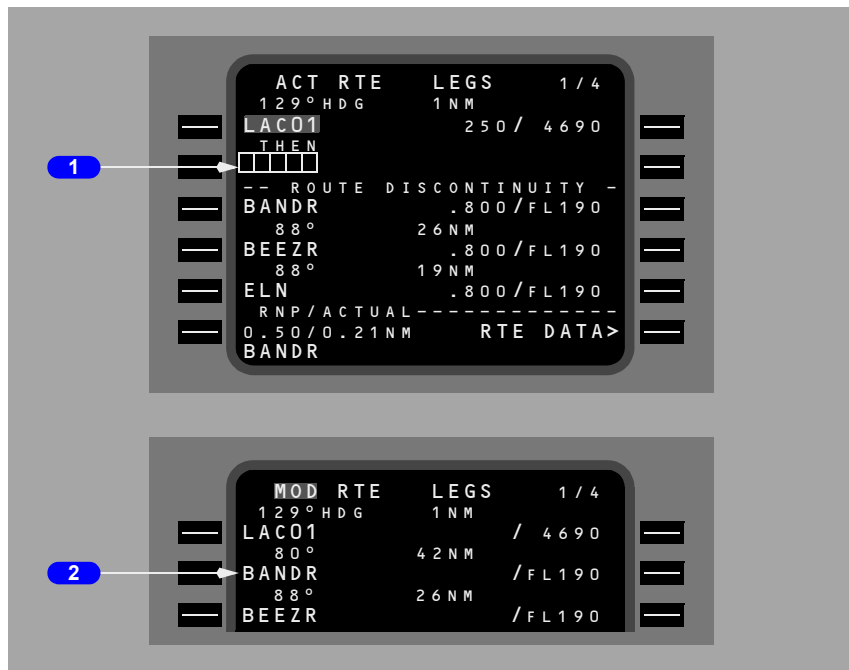 ACT RTE LEGS 1/4
129°HDG 1NM
LACO1 250/ 4690
THEN
1
-- ROUTE DISCONTINUITY -
BANDR .800/FL190
88° 26NM
BEEZR .800/FL190
88° 19NM
ELN .800/FL190
RNP/ACTUAL--------------
0.50/0.21NM RTE DATA>
BANDR
MOD RTE LEGS 1/4
129°HDG 1NM
LACO1 / 4690
80° 42NM
2
BANDR /FL190
88° 26NM
BEEZR /FL190